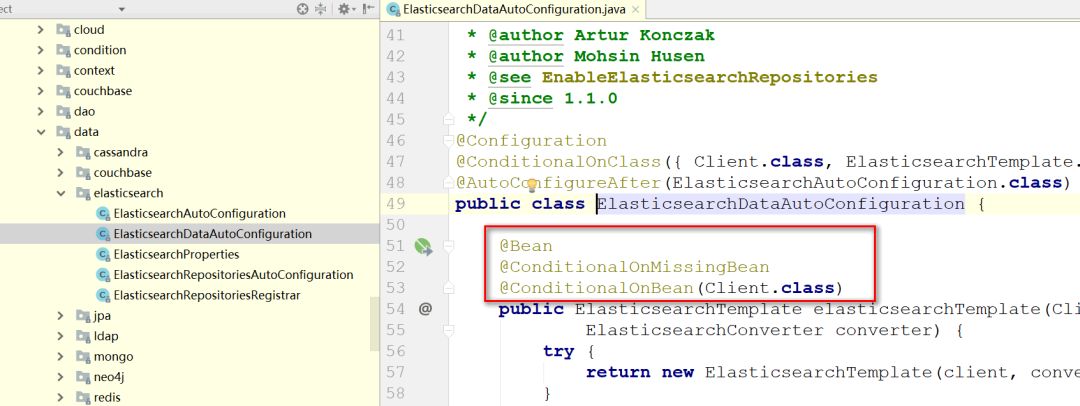 ect
cloud
condition
context
couchbase
dao
data
cassandra
couchbase
elasticsearch
ElasticsearchAutoConfiguration
ElasticsearchDataAutoConfiguration
ElasticsearchProperties
ElasticsearchRepositoriesAutoConfiguration
ElasticsearchRepositoriesRegistrar
jpa
ldap
mongo
neo4j
redis
ElasticsearchDataAutoConfiguration.java
41 * @author Artur Konczak
42 * @author Mohsin Husen
43 * @see EnableElasticsearchRepositories
44 * @since 1.1.0
45 */
46 @Configuration
47 @ConditionalOnClass({ Client.class, ElasticsearchTemplate.
48 @AutoConfigureAfter(ElasticsearchAutoConfiguration.class)
49 public class ElasticsearchDataAutoConfiguration {
50
51 @Bean
52 @ConditionalOnMissingBean
53 @ConditionalOnBean(Client.class)
54 @ public ElasticsearchTemplate elasticsearchTemplate(Cli
55 ElasticsearchConverter converter) {
56 try {
57 return new ElasticsearchTemplate(client, conve
58 }